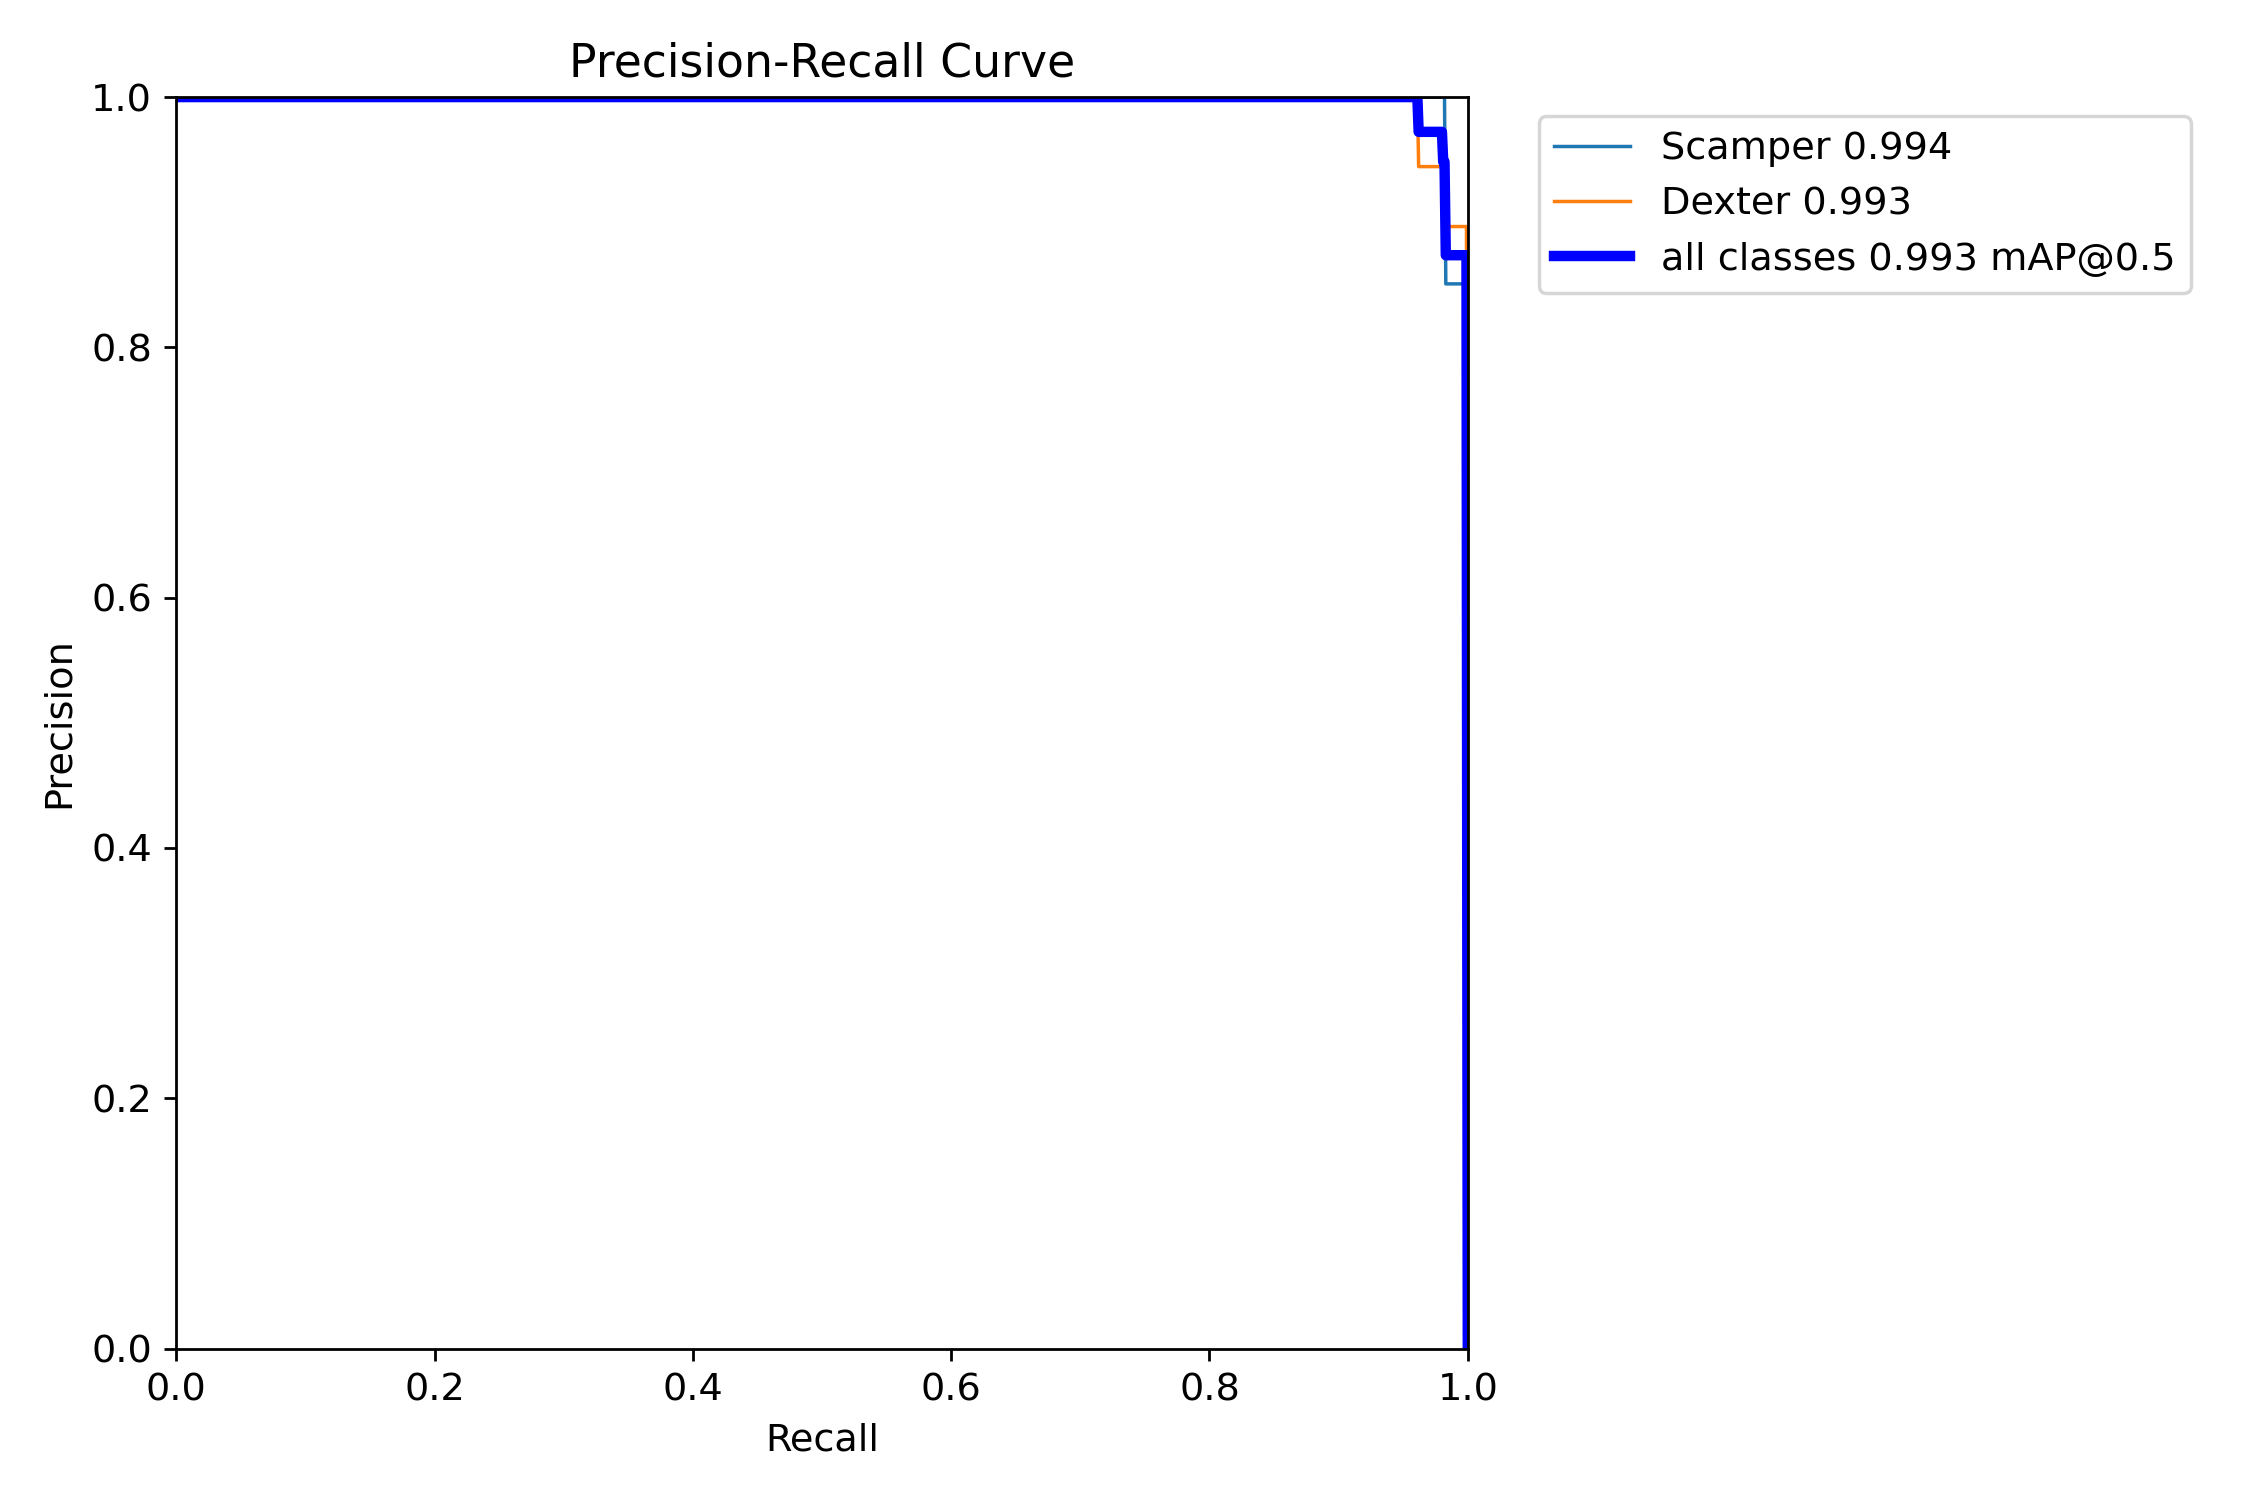 Precision-Recall Curve
1.0
0.8
0.6
0.4
0.2
0.0
Precision
0.0 0.2 0.4 0.6 0.8 1.0
Recall
Scamper 0.994
Dexter 0.993
all classes 0.993 mAP@0.5